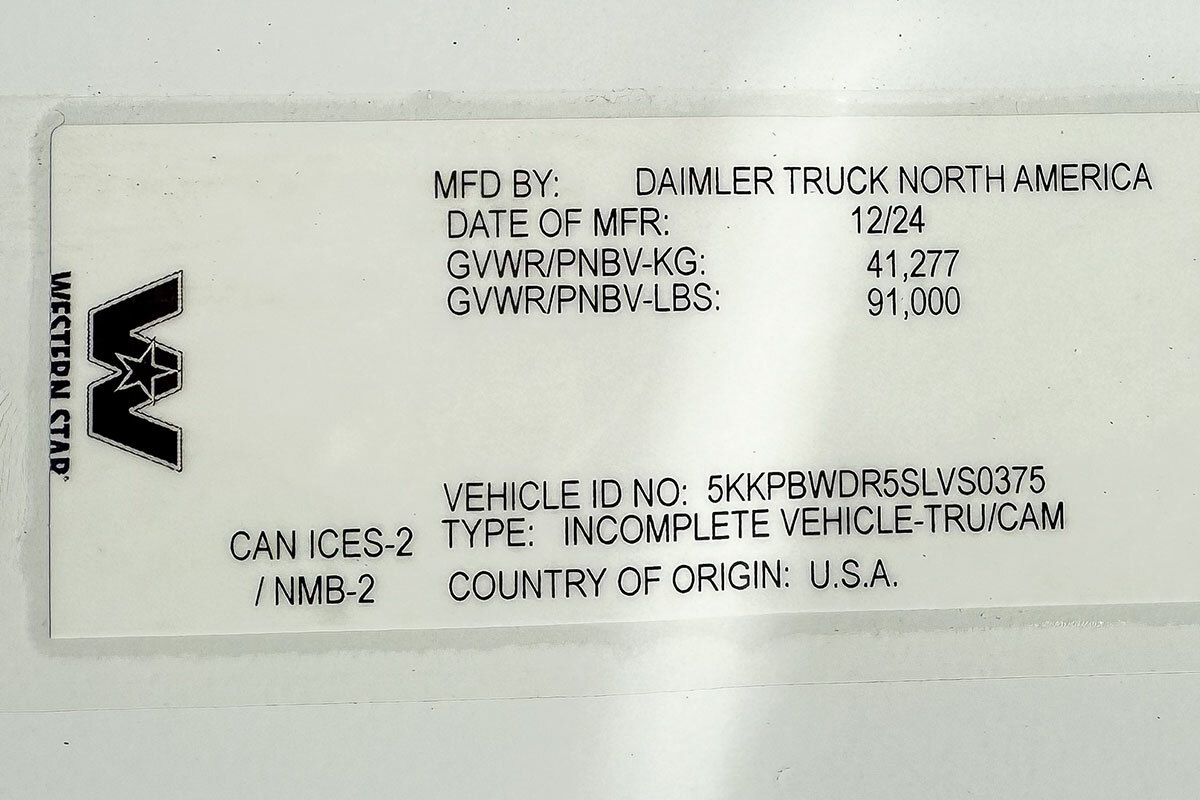 MFD BY: DAIMLER TRUCK NORTH AMERICA
DATE OF MFR: 12/24
GVWR/PNBV-KG: 41,277
GVWR/PNBV-LBS: 91,000
WESTERN STAR
VEHICLE ID NO: 5KKPBWDR5SLVS0375
TYPE: INCOMPLETE VEHICLE-TRU/CAM
CAN ICES-2
/ NMB-2
COUNTRY OF ORIGIN: U.S.A.